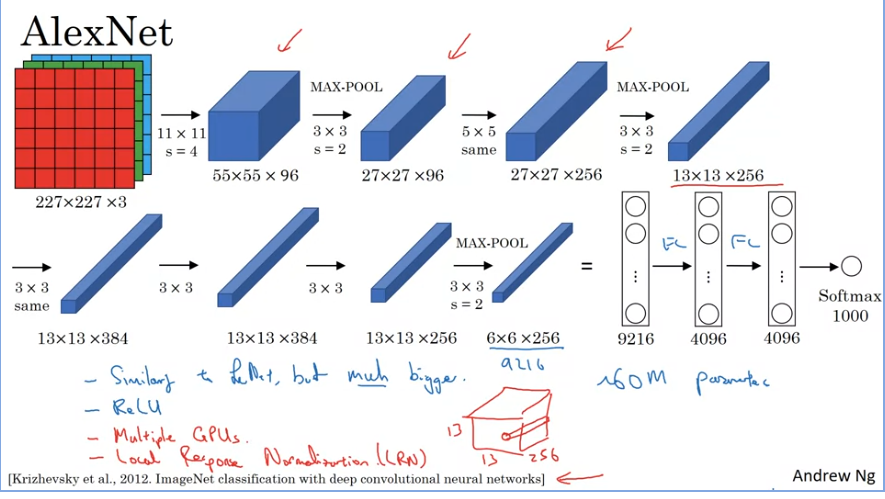 AlexNet
MAX-POOL
MAX-POOL
11 × 11
s = 4
3 × 3
s = 2
5 × 5
same
3 × 3
s = 2
227×227 ×3
55×55 × 96
27×27 ×96
27×27 ×256
13×13 ×256
MAX-POOL
3 × 3
same
3 × 3
3 × 3
3 × 3
s = 2
=
FC
FC
⋮
⋮
⋮
Softmax
1000
13×13 ×384
13×13 ×384
13×13 ×256
6×6 ×256
9216
4096
4096
9216
- Similar to LeNet, but much bigger.
~60M parameters
- ReLU
- Multiple GPUs.
- Local Response Normalization (LRN)
13
13
256
[Krizhevsky et al., 2012. ImageNet classification with deep convolutional neural networks]
Andrew Ng